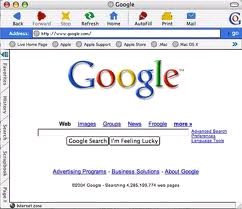 Google
Back Forward Stop Refresh Home AutoFill Print Mail
Address: http://www.google.com/ go
Live Home Page Apple Apple Support Apple Store .Mac Mac OS X
Favorites
History
Search
Scrapbook
Page H
Google
Web Images Groups News Froogle more »
Advanced Search
Preferences
Language Tools
Google Search I'm Feeling Lucky
Advertising Programs - Business Solutions - About Google
©2004 Google - Searching 4,285,199,774 web pages
Internet zone